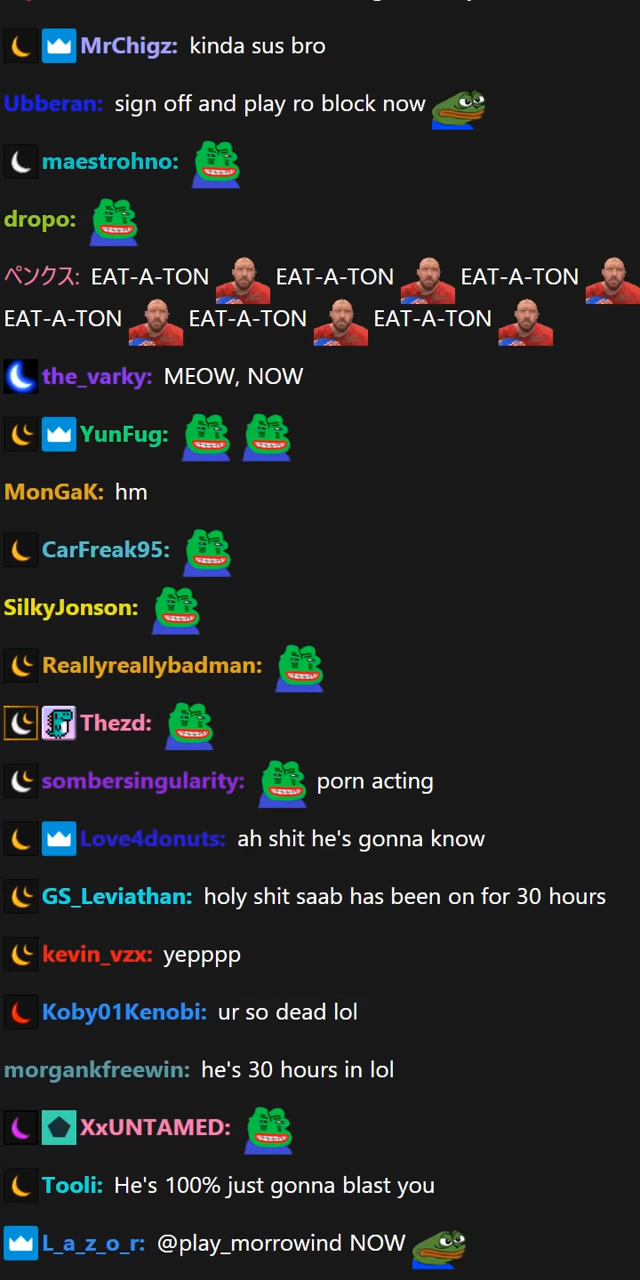 MrChigz: kinda sus bro
Ubberan: sign off and play ro block now
maestrohno:
dropo:
ペンクス: EAT-A-TON EAT-A-TON EAT-A-TON
EAT-A-TON EAT-A-TON EAT-A-TON
the_varky: MEOW, NOW
YunFug:
MonGaK: hm
CarFreak95:
SilkyJonson:
Reallyreallybadman:
Thezd:
sombersingularity: porn acting
Love4donuts: ah shit he's gonna know
GS_Leviathan: holy shit saab has been on for 30 hours
kevin_vzx: yepppp
Koby01Kenobi: ur so dead lol
morgankfreewin: he's 30 hours in lol
XxUNTAMED:
Tooli: He's 100% just gonna blast you
L_a_z_o_r: @play_morrowind NOW